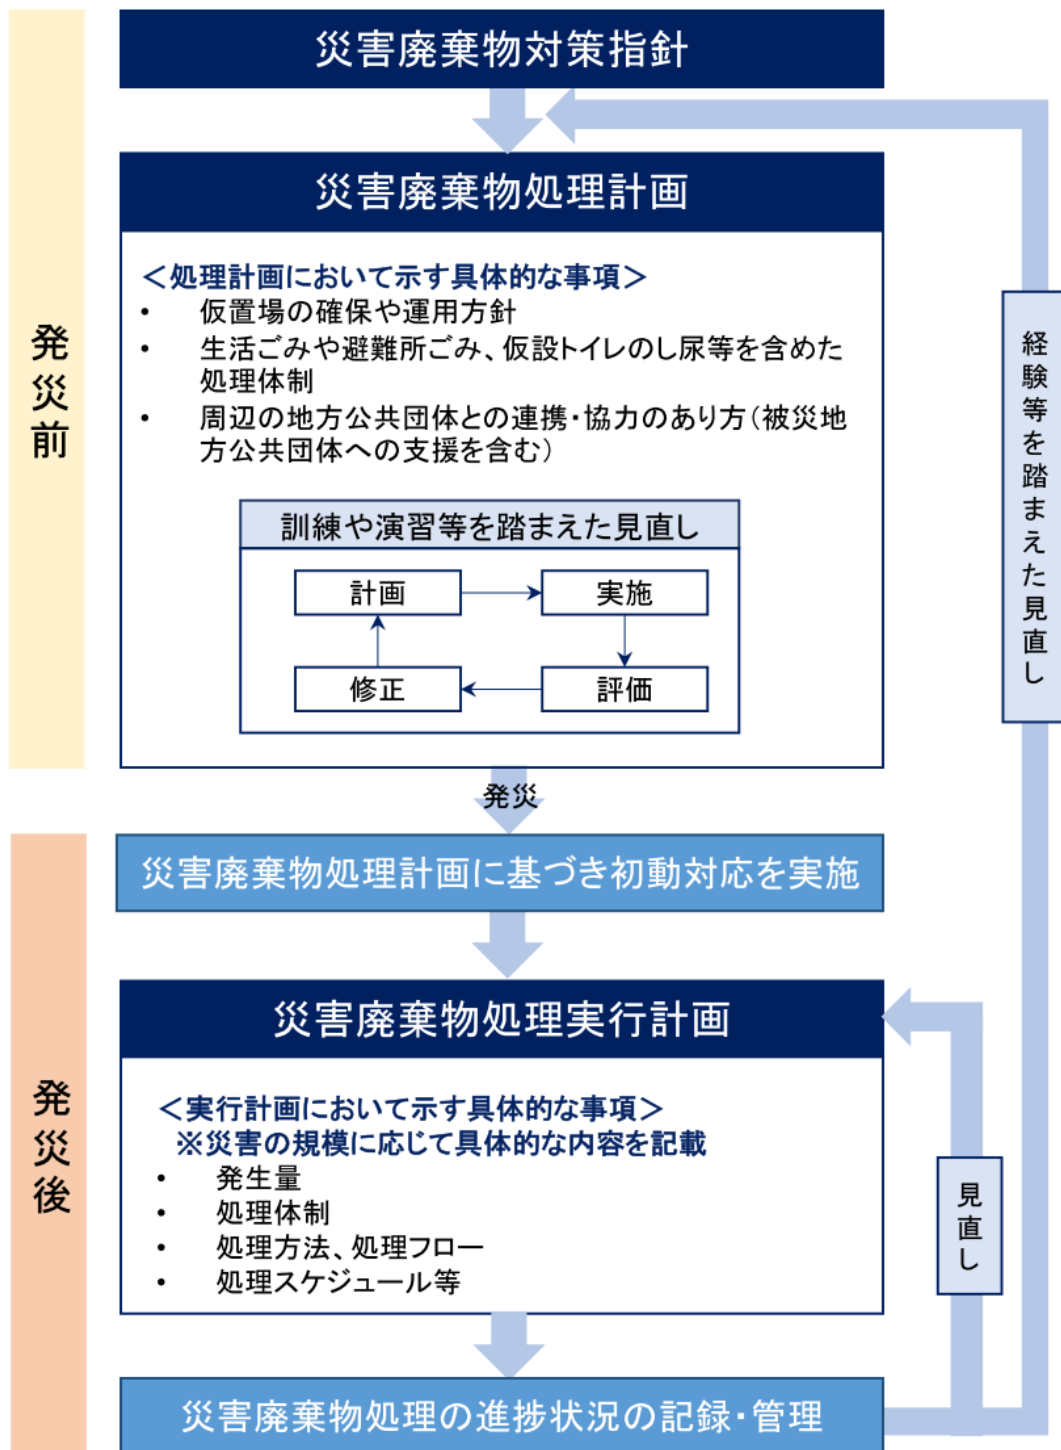 災害廃棄物対策指針
発災前
災害廃棄物処理計画
＜処理計画において示す具体的な事項＞
• 仮置場の確保や運用方針
• 生活ごみや避難所ごみ、仮設トイレのし尿等を含めた
処理体制
• 周辺の地方公共団体との連携・協力のあり方（被災地
方公共団体への支援を含む）
訓練や演習等を踏まえた見直し
計画
実施
修正
評価
経験等を踏まえた見直し
発災
発災後
災害廃棄物処理計画に基づき初動対応を実施
災害廃棄物処理実行計画
＜実行計画において示す具体的な事項＞
※災害の規模に応じて具体的な内容を記載
• 発生量
• 処理体制
• 処理方法、処理フロー
• 処理スケジュール等
見直し
災害廃棄物処理の進捗状況の記録・管理